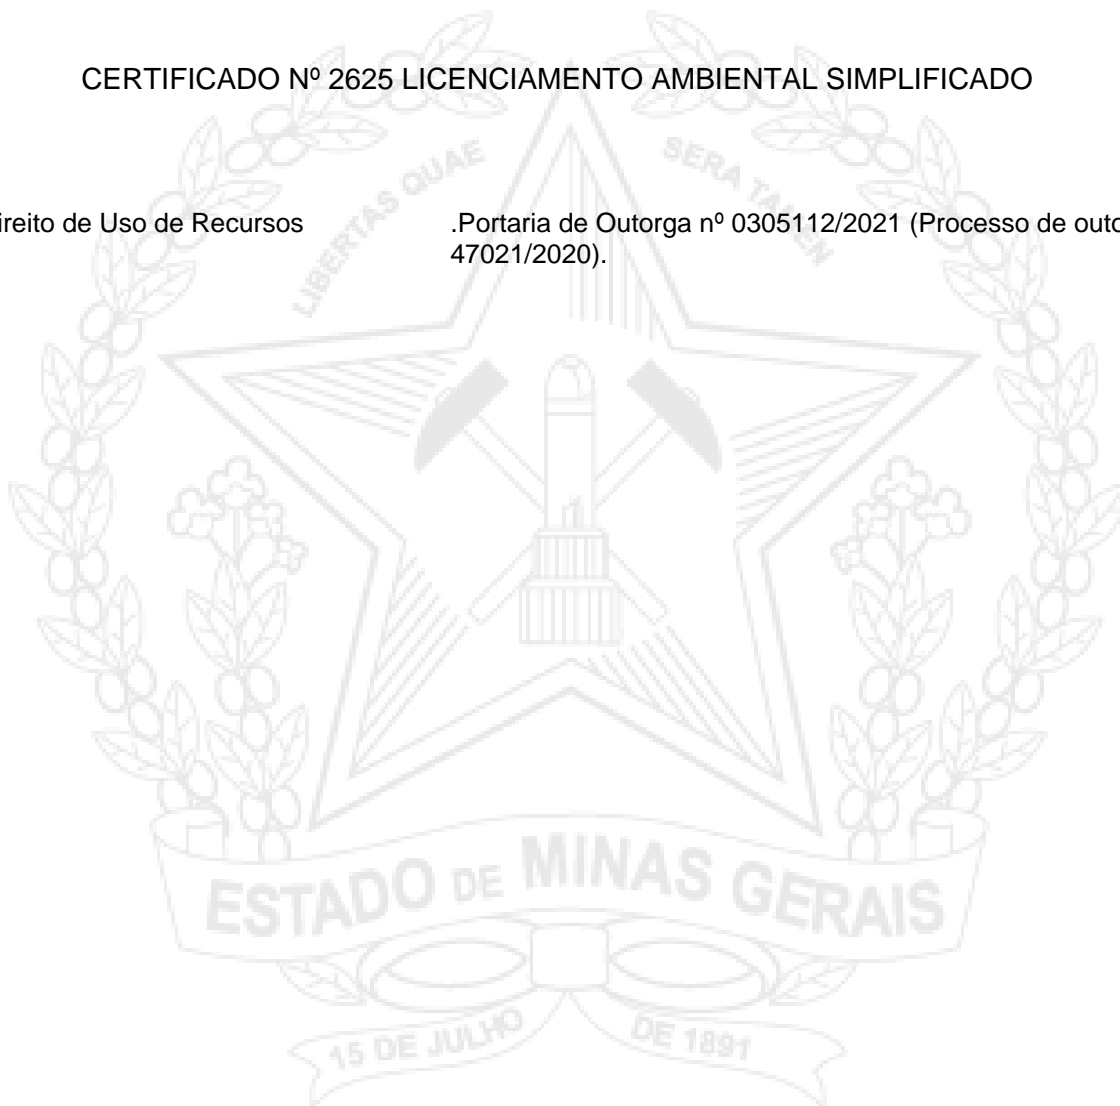 CERTIFICADO Nº 2625 LICENCIAMENTO AMBIENTAL SIMPLIFICADO
LIBERTAS QUAE SERA TAMEN
ireito de Uso de Recursos
.Portaria de Outorga nº 0305112/2021 (Processo de outo
47021/2020).
ESTADO DE MINAS GERAIS
15 DE JULHO DE 1891